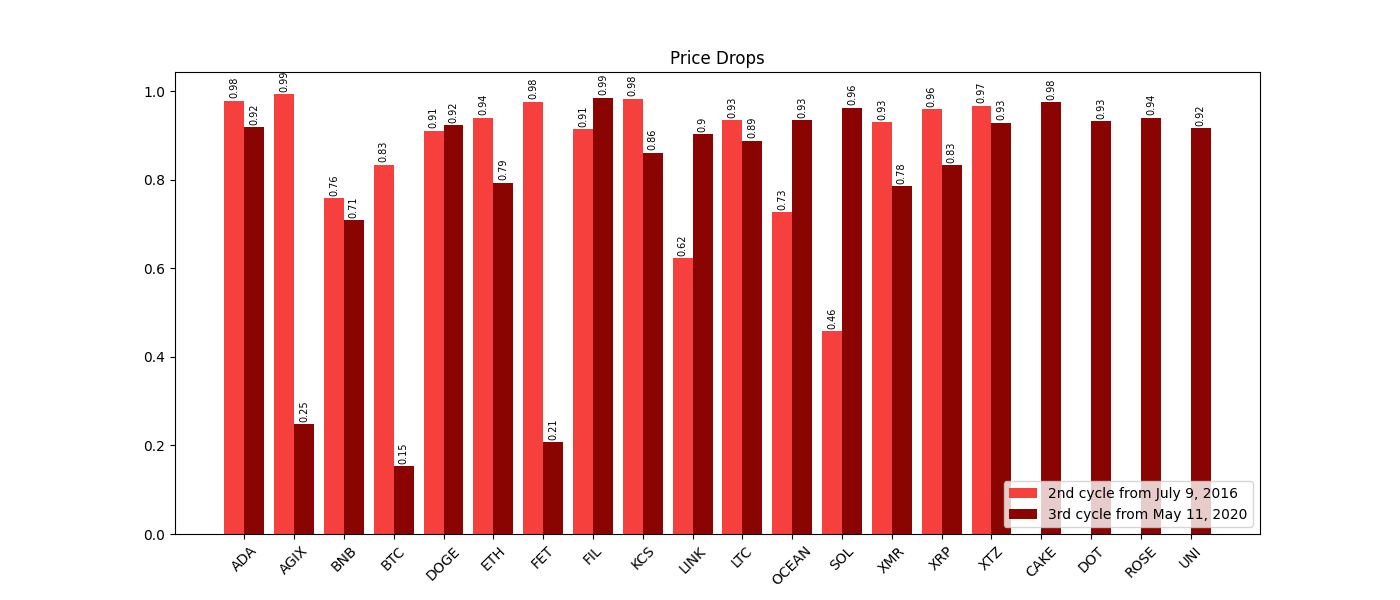 Price Drops
1.0
0.8
0.6
0.4
0.2
0.0
0.98
0.92
0.99
0.25
0.76
0.71
0.83
0.15
0.91
0.92
0.94
0.79
0.98
0.21
0.91
0.99
0.98
0.86
0.62
0.9
0.93
0.89
0.73
0.93
0.46
0.96
0.93
0.78
0.96
0.83
0.97
0.93
0.98
0.93
0.94
0.92
2nd cycle from July 9, 2016
3rd cycle from May 11, 2020
ADA
AGIX
BNB
BTC
DOGE
ETH
FET
FIL
KCS
LINK
LTC
OCEAN
SOL
XMR
XRP
XTZ
CAKE
DOT
ROSE
UNI